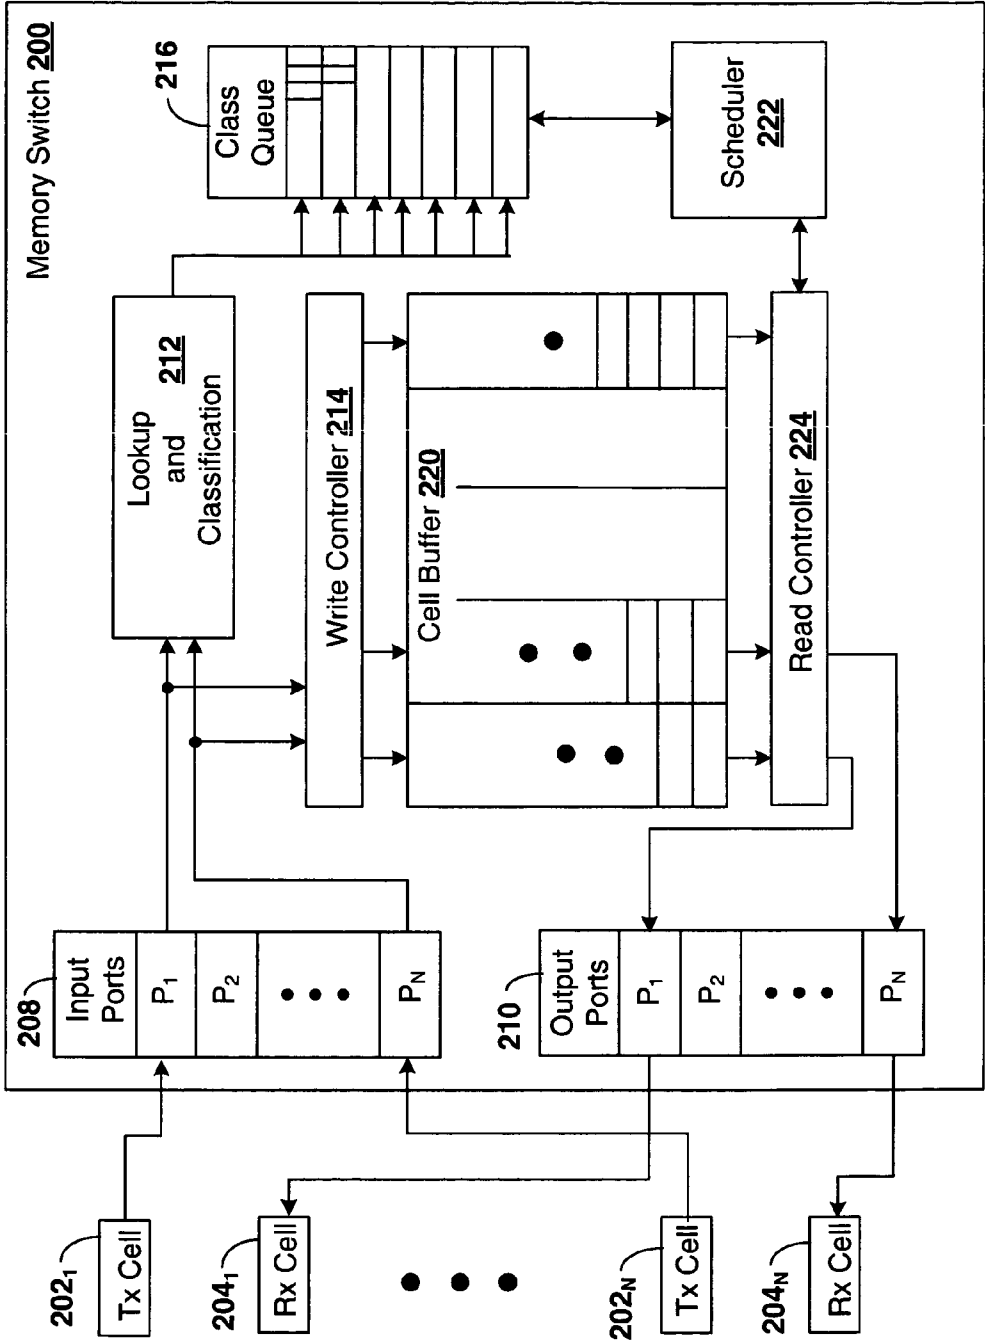 Memory Switch 200
216
Class
Queue
Lookup
and 212
Classification
Scheduler
222
Write Controller 214
Cell Buffer 220
Read Controller 224
208
Input
Ports
P1
P2
PN
210
Output
Ports
P1
P2
PN
2021
Tx Cell
2041
Rx Cell
202N
Tx Cell
204N
Rx Cell